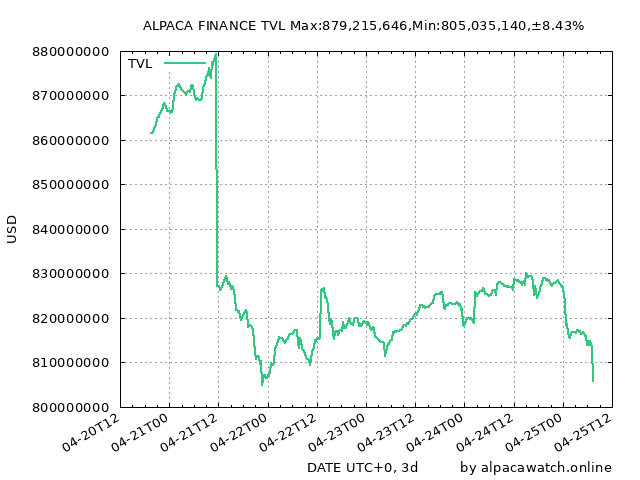 ALPACA FINANCE TVL Max:879,215,646,Min:805,035,140,±8.43%
TVL
880000000
870000000
860000000
850000000
840000000
830000000
820000000
810000000
800000000
USD
04-20T12
04-21T00
04-21T12
04-22T00
04-22T12
04-23T00
04-23T12
04-24T00
04-24T12
04-25T00
04-25T12
DATE UTC+0, 3d
by alpacawatch.online